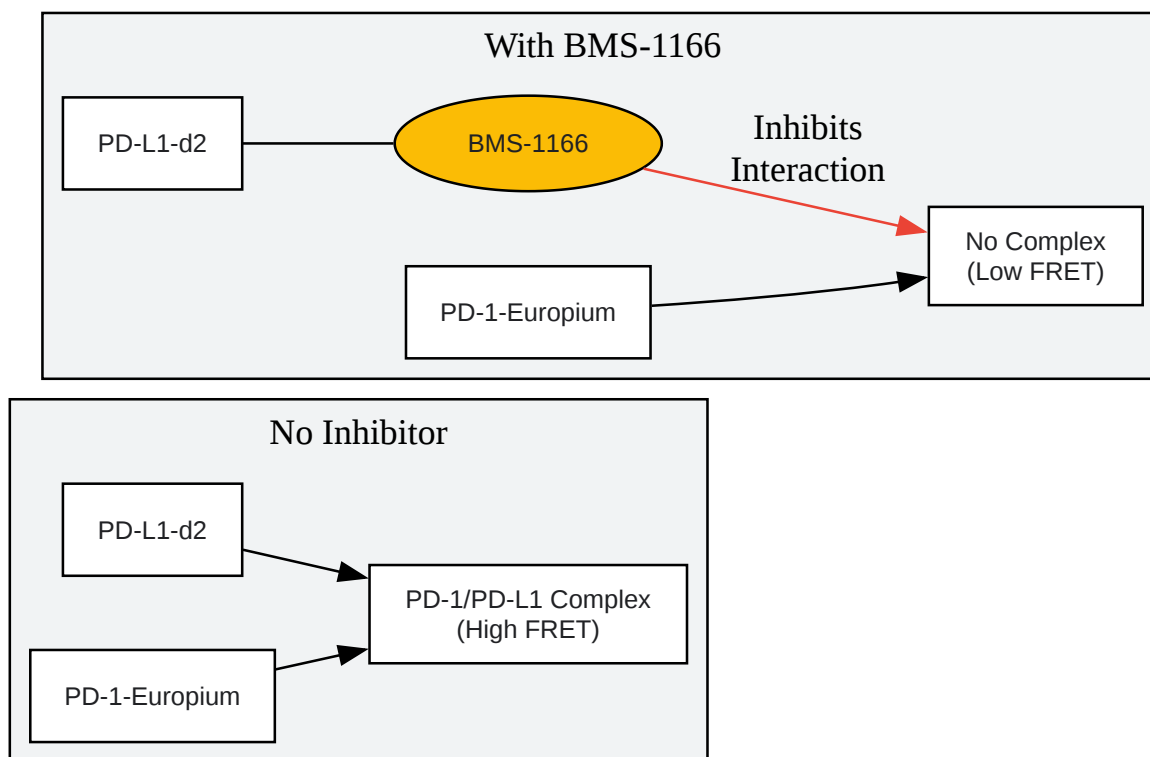 With BMS-1166
PD-L1-d2
BMS-1166
Inhibits
Interaction
No Complex
(Low FRET)
PD-1-Europium
No Inhibitor
PD-L1-d2
PD-1/PD-L1 Complex
(High FRET)
PD-1-Europium